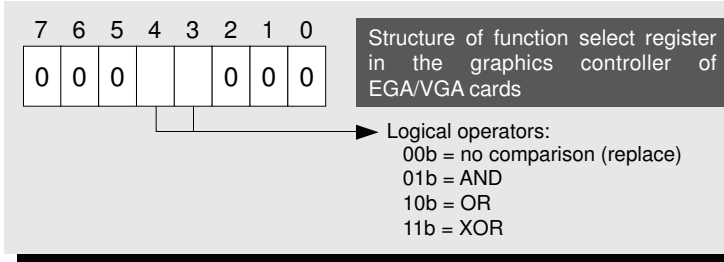 7 6 5 4 3 2 1 0
0 0 0 0 0 0
Structure of function select register
in the graphics controller of
EGA/VGA cards
Logical operators:
00b = no comparison (replace)
01b = AND
10b = OR
11b = XOR